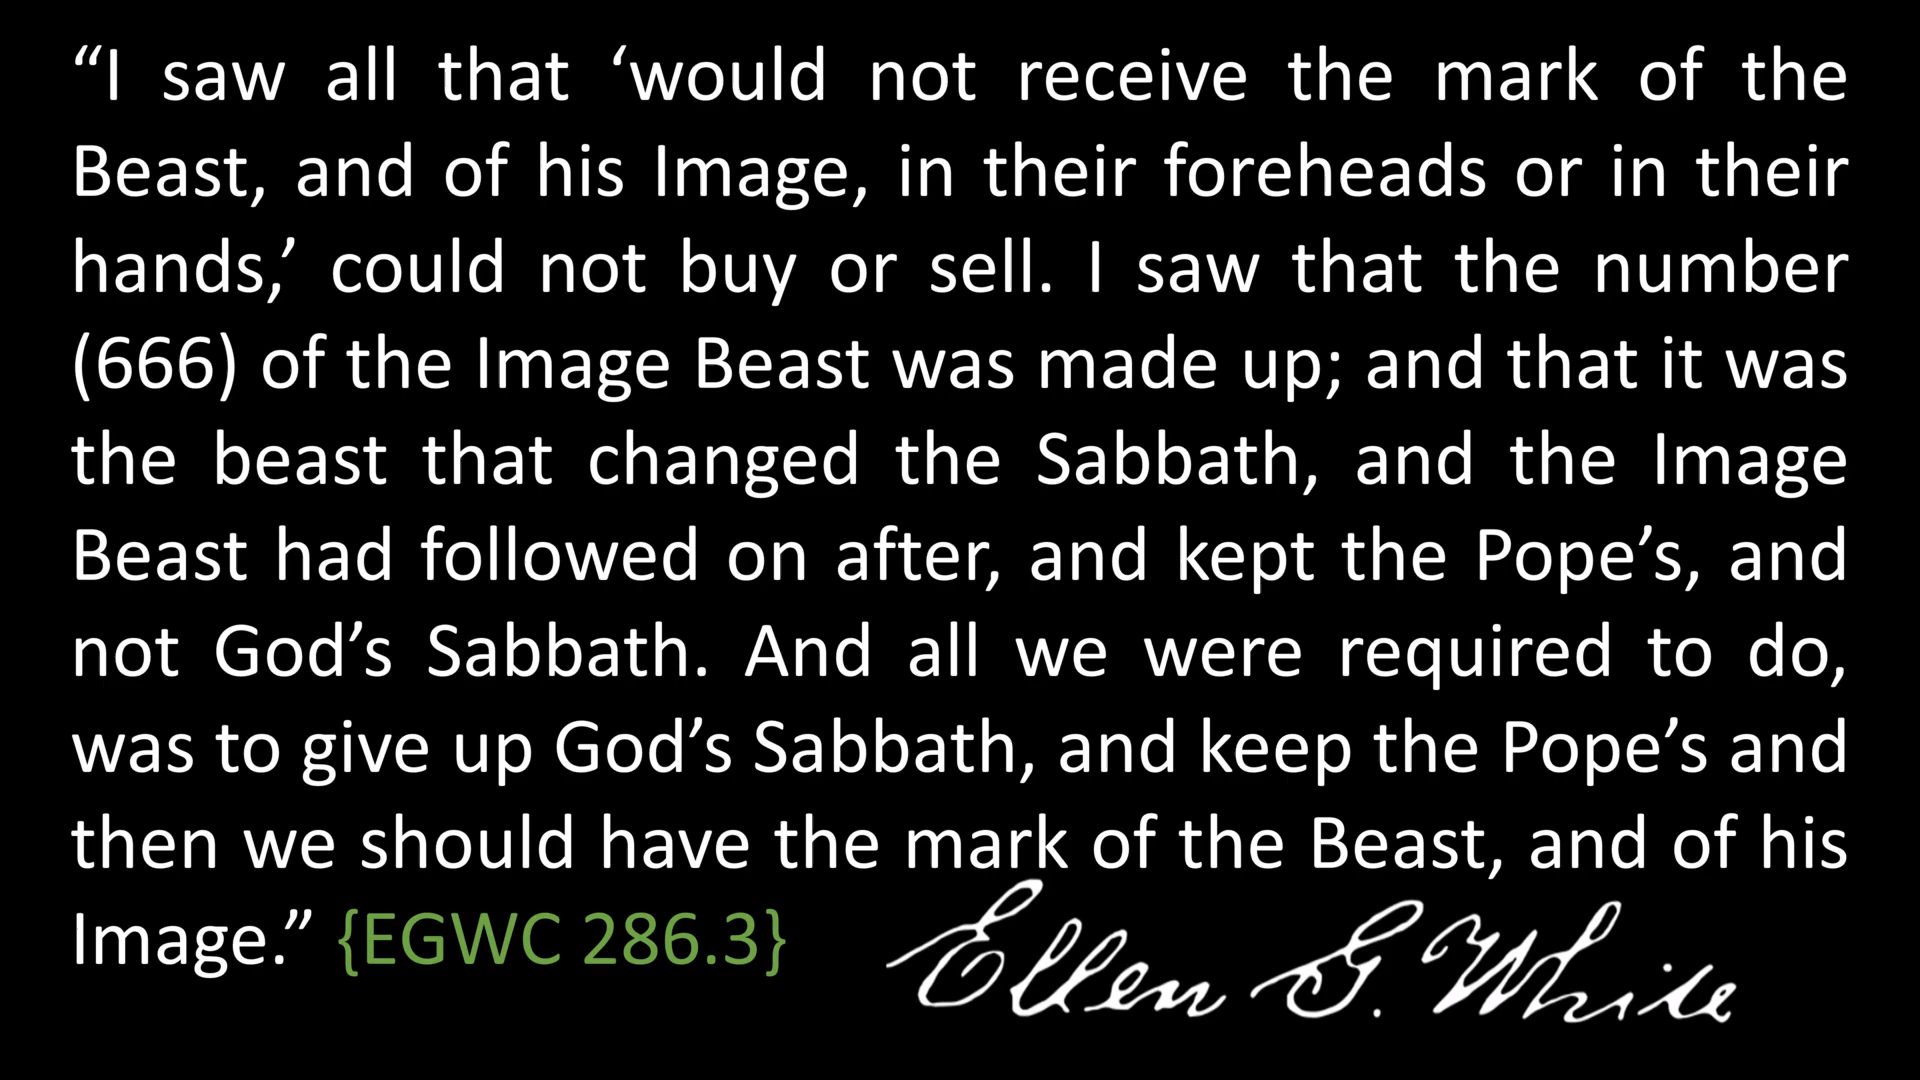 “I saw all that ‘would not receive the mark of the
Beast, and of his Image, in their foreheads or in their
hands,’ could not buy or sell. I saw that the number
(666) of the Image Beast was made up; and that it was
the beast that changed the Sabbath, and the Image
Beast had followed on after, and kept the Pope’s, and
not God’s Sabbath. And all we were required to do,
was to give up God’s Sabbath, and keep the Pope’s and
then we should have the mark of the Beast, and of his
Image.” {EGWC 286.3}
Ellen G. White